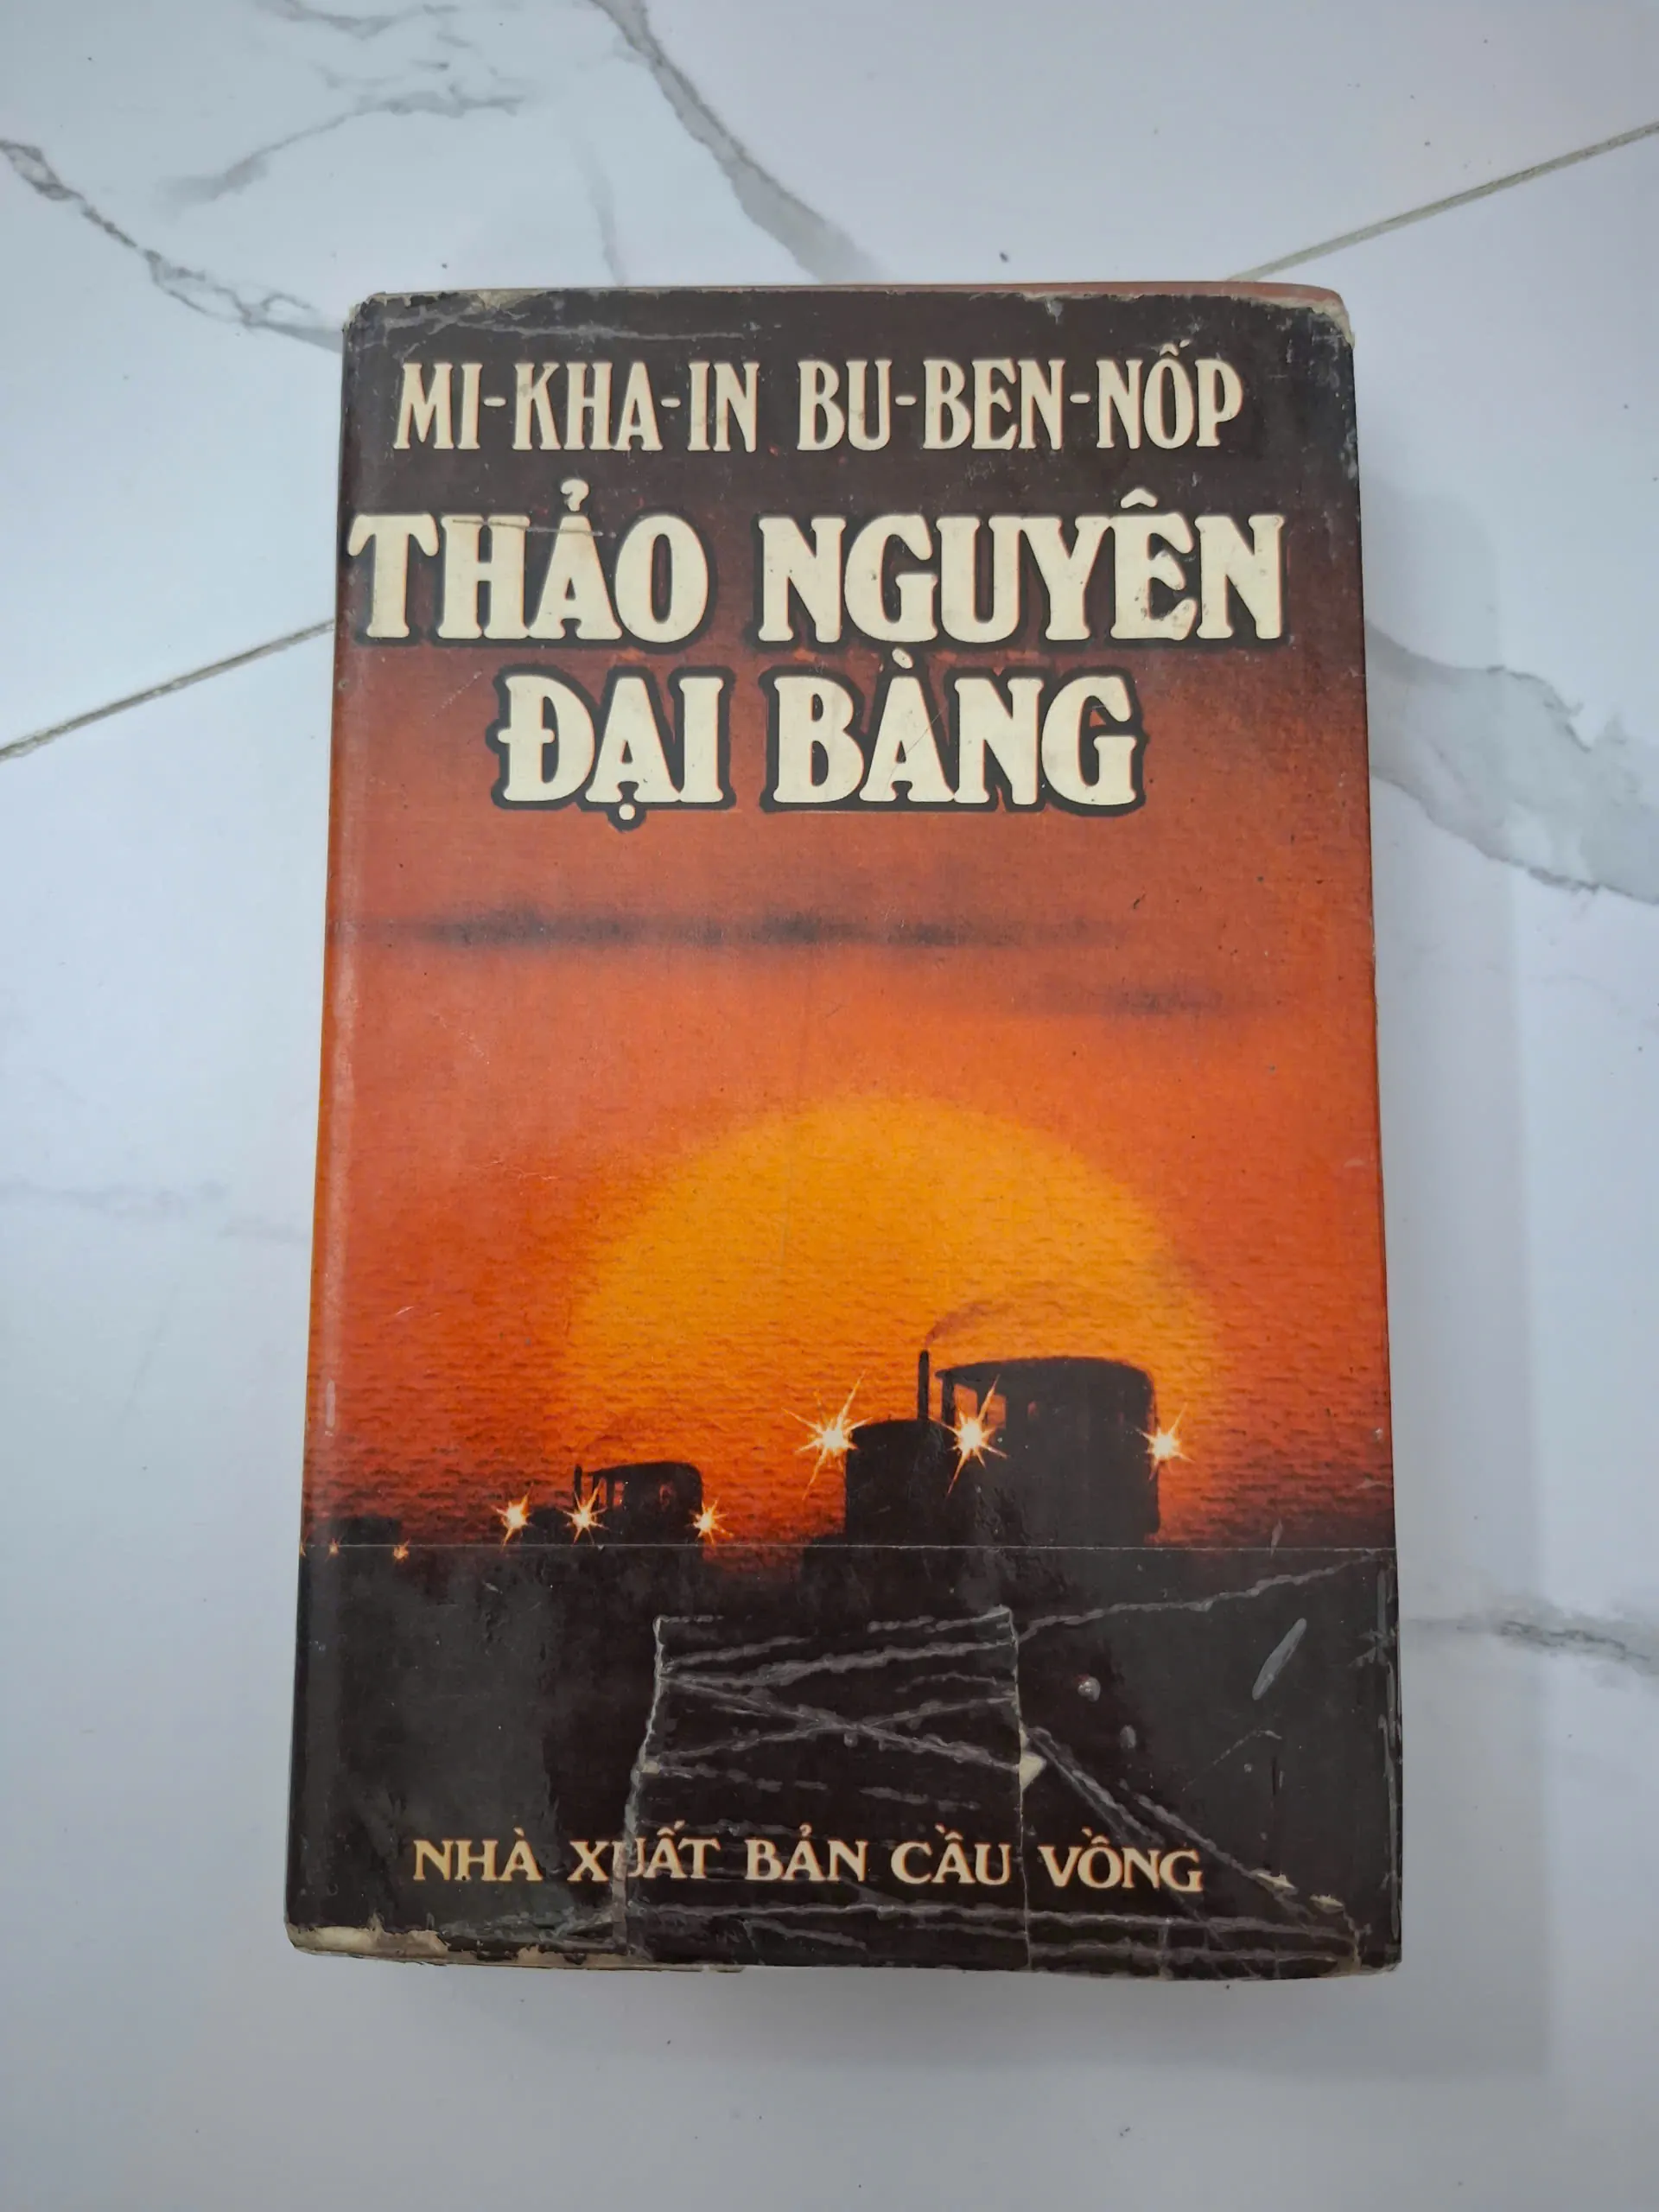 MI-KHA-IN BU-BEN-NỐP
THẢO NGUYÊN
ĐẠI BÀNG
NHÀ XUẤT BẢN CẦU VỒNG